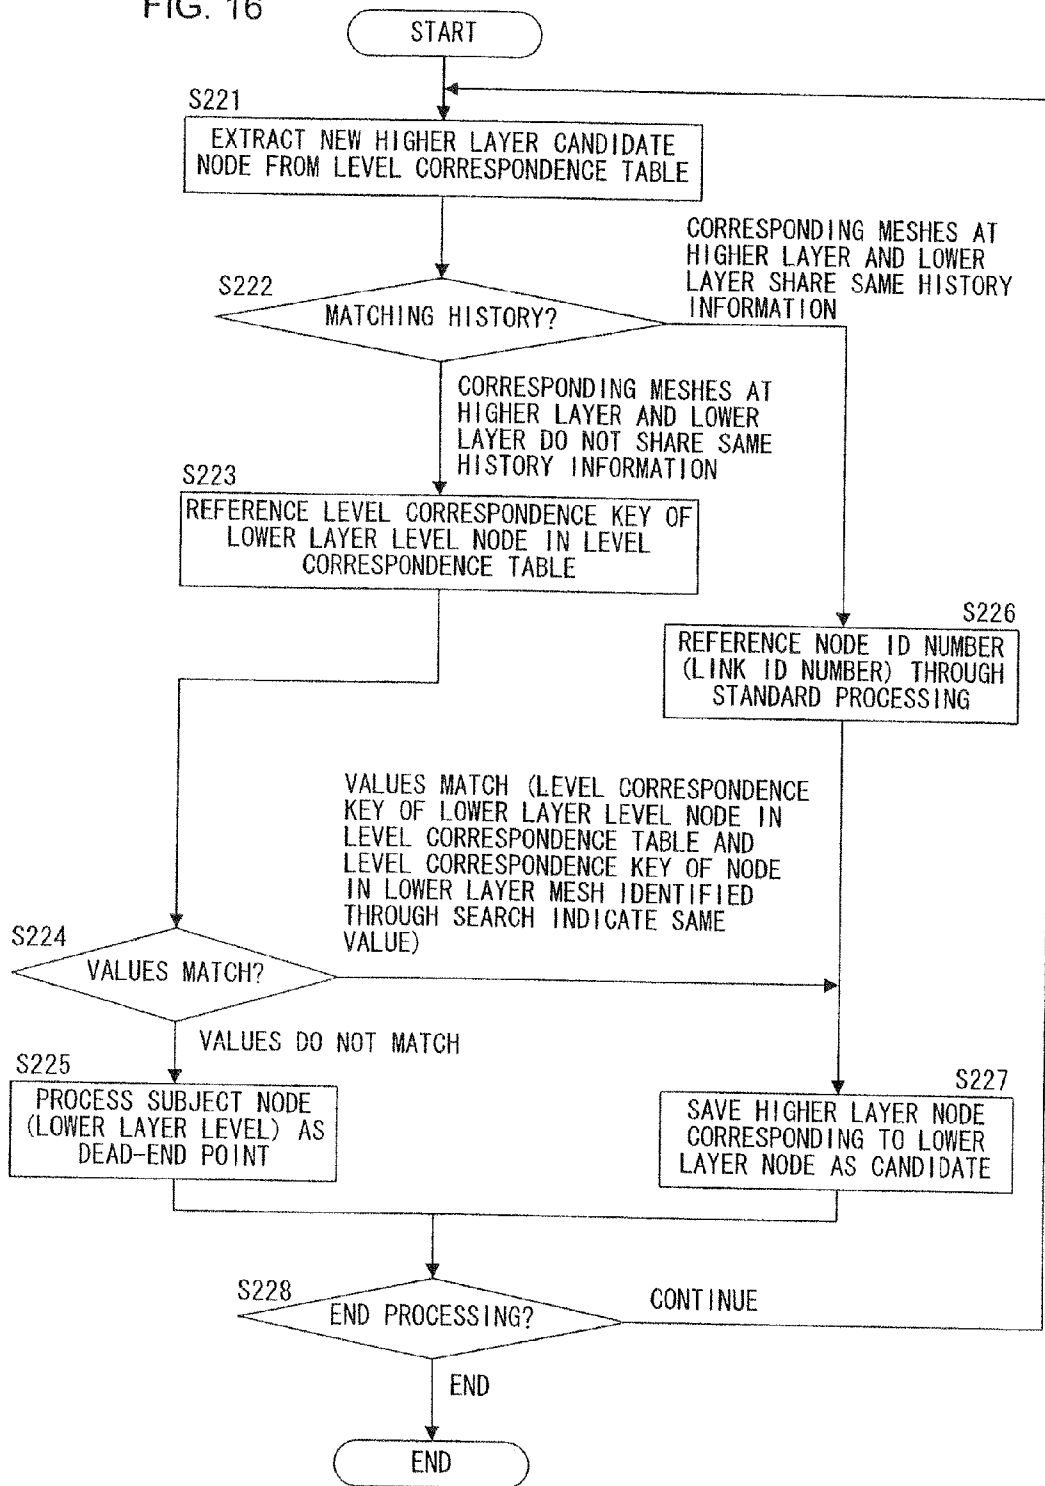 FIG. 16
START
S221
EXTRACT NEW HIGHER LAYER CANDIDATE
NODE FROM LEVEL CORRESPONDENCE TABLE
CORRESPONDING MESHES AT
HIGHER LAYER AND LOWER
LAYER SHARE SAME HISTORY
INFORMATION
S222
MATCHING HISTORY?
CORRESPONDING MESHES AT
HIGHER LAYER AND LOWER
LAYER DO NOT SHARE SAME
HISTORY INFORMATION
S223
REFERENCE LEVEL CORRESPONDENCE KEY OF
LOWER LAYER LEVEL NODE IN LEVEL
CORRESPONDENCE TABLE
S226
REFERENCE NODE ID NUMBER
(LINK ID NUMBER) THROUGH
STANDARD PROCESSING
VALUES MATCH (LEVEL CORRESPONDENCE
KEY OF LOWER LAYER LEVEL NODE IN
LEVEL CORRESPONDENCE TABLE AND
LEVEL CORRESPONDENCE KEY OF NODE
IN LOWER LAYER MESH IDENTIFIED
THROUGH SEARCH INDICATE SAME
VALUE)
S224
VALUES MATCH?
VALUES DO NOT MATCH
S225
PROCESS SUBJECT NODE
(LOWER LAYER LEVEL) AS
DEAD-END POINT
S227
SAVE HIGHER LAYER NODE
CORRESPONDING TO LOWER
LAYER NODE AS CANDIDATE
S228
END PROCESSING?
CONTINUE
END
END